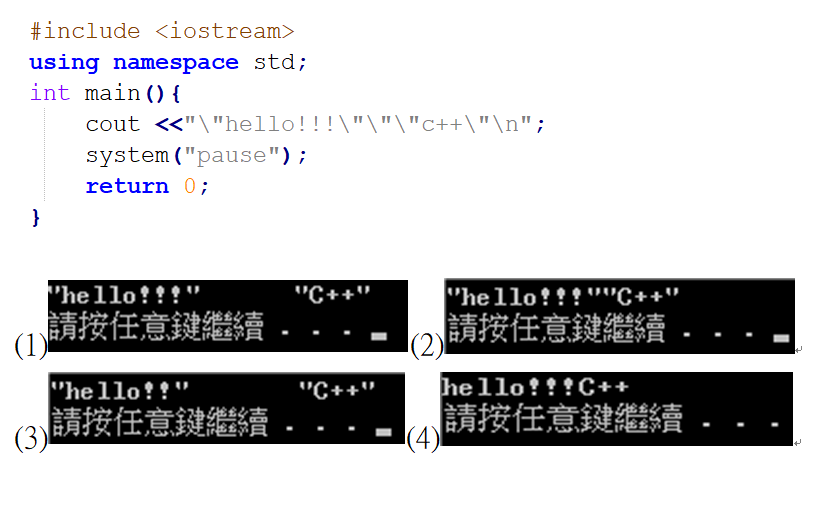 #include <iostream>
using namespace std;
int main(){
cout <<"\"hello!!!\"\"\"c++\"\n";
system("pause");
return 0;
}
(1) "hello!!!" "C++"
請按任意鍵繼續 . . . _
(2) "hello!!!""C++"
請按任意鍵繼續 . . . _
(3) "hello!!" "C++"
請按任意鍵繼續 . . . _
(4) hello!!!C++
請按任意鍵繼續 . . .